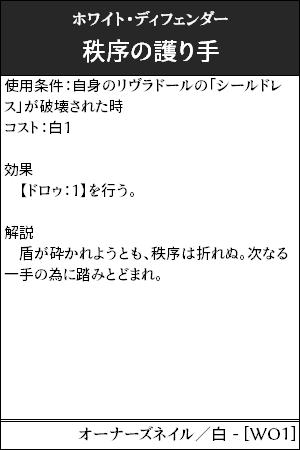 ホワイト・ディフェンダー
秩序の護り手
使用条件：自身のリヴラドールの「シールドレ
ス」が破壊された時
コスト：白1
効果
【ドロゥ：1】を行う。
解説
盾が砕かれようとも、秩序は折れぬ。次なる
一手の為に踏みとどまれ。
オーナーズネイル／白 - [WO1]